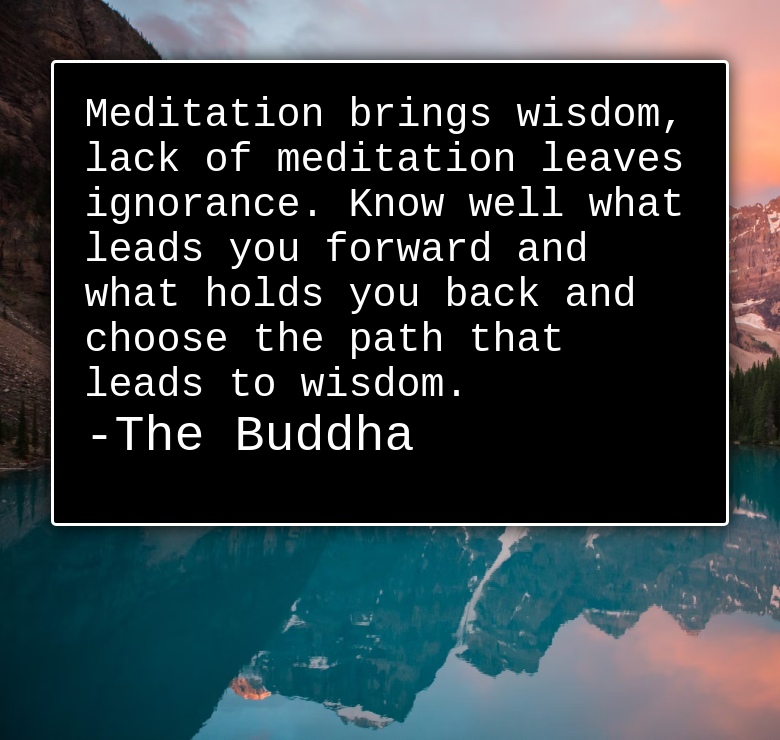 Meditation brings wisdom,
lack of meditation leaves
ignorance. Know well what
leads you forward and
what holds you back and
choose the path that
leads to wisdom.
-The Buddha